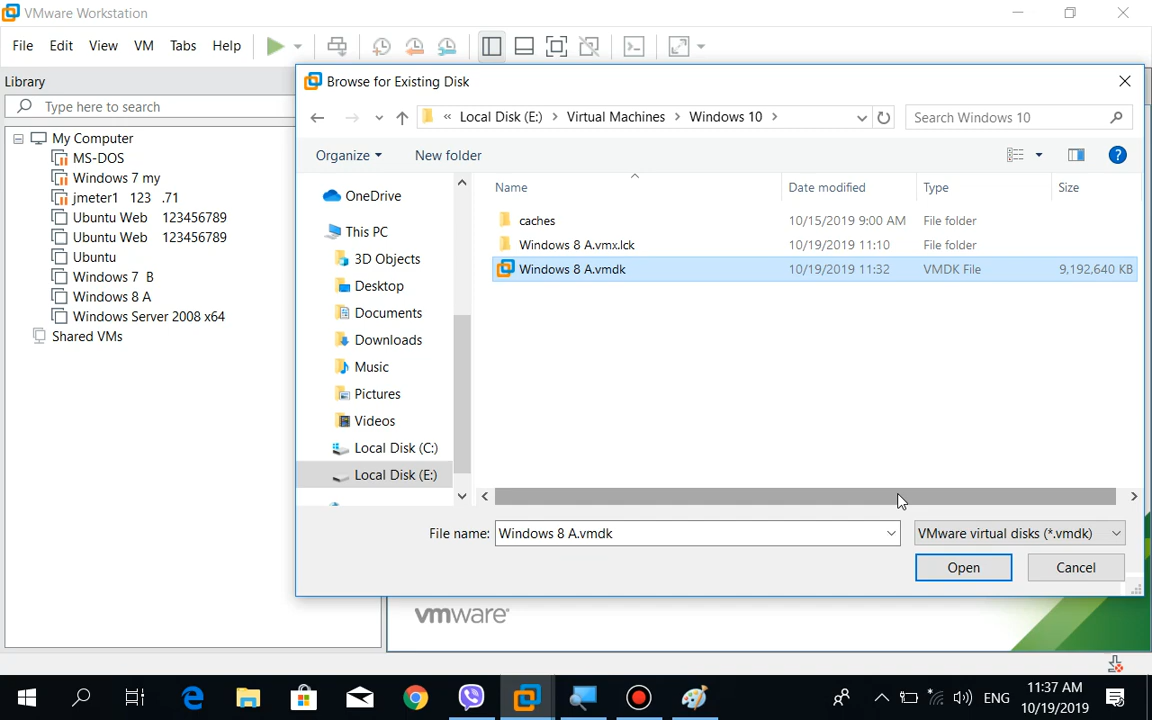 VMware Workstation
File Edit View VM Tabs Help
Library
Type here to search
My Computer
MS-DOS
Windows 7 my
jmeter1 123 .71
Ubuntu Web 123456789
Ubuntu Web 123456789
Ubuntu
Windows 7 B
Windows 8 A
Windows Server 2008 x64
Shared VMs
Browse for Existing Disk
« Local Disk (E:) > Virtual Machines > Windows 10 >
Search Windows 10
Organize New folder
?
OneDrive
This PC
3D Objects
Desktop
Documents
Downloads
Music
Pictures
Videos
Local Disk (C:)
Local Disk (E:)
Name Date modified Type Size
caches 10/15/2019 9:00 AM File folder
Windows 8 A.vmx.lck 10/19/2019 11:10 File folder
Windows 8 A.vmdk 10/19/2019 11:32 VMDK File 9,192,640 KB
File name: Windows 8 A.vmdk VMware virtual disks (*.vmdk)
Open Cancel
vmware®
ENG 11:37 AM
10/19/2019